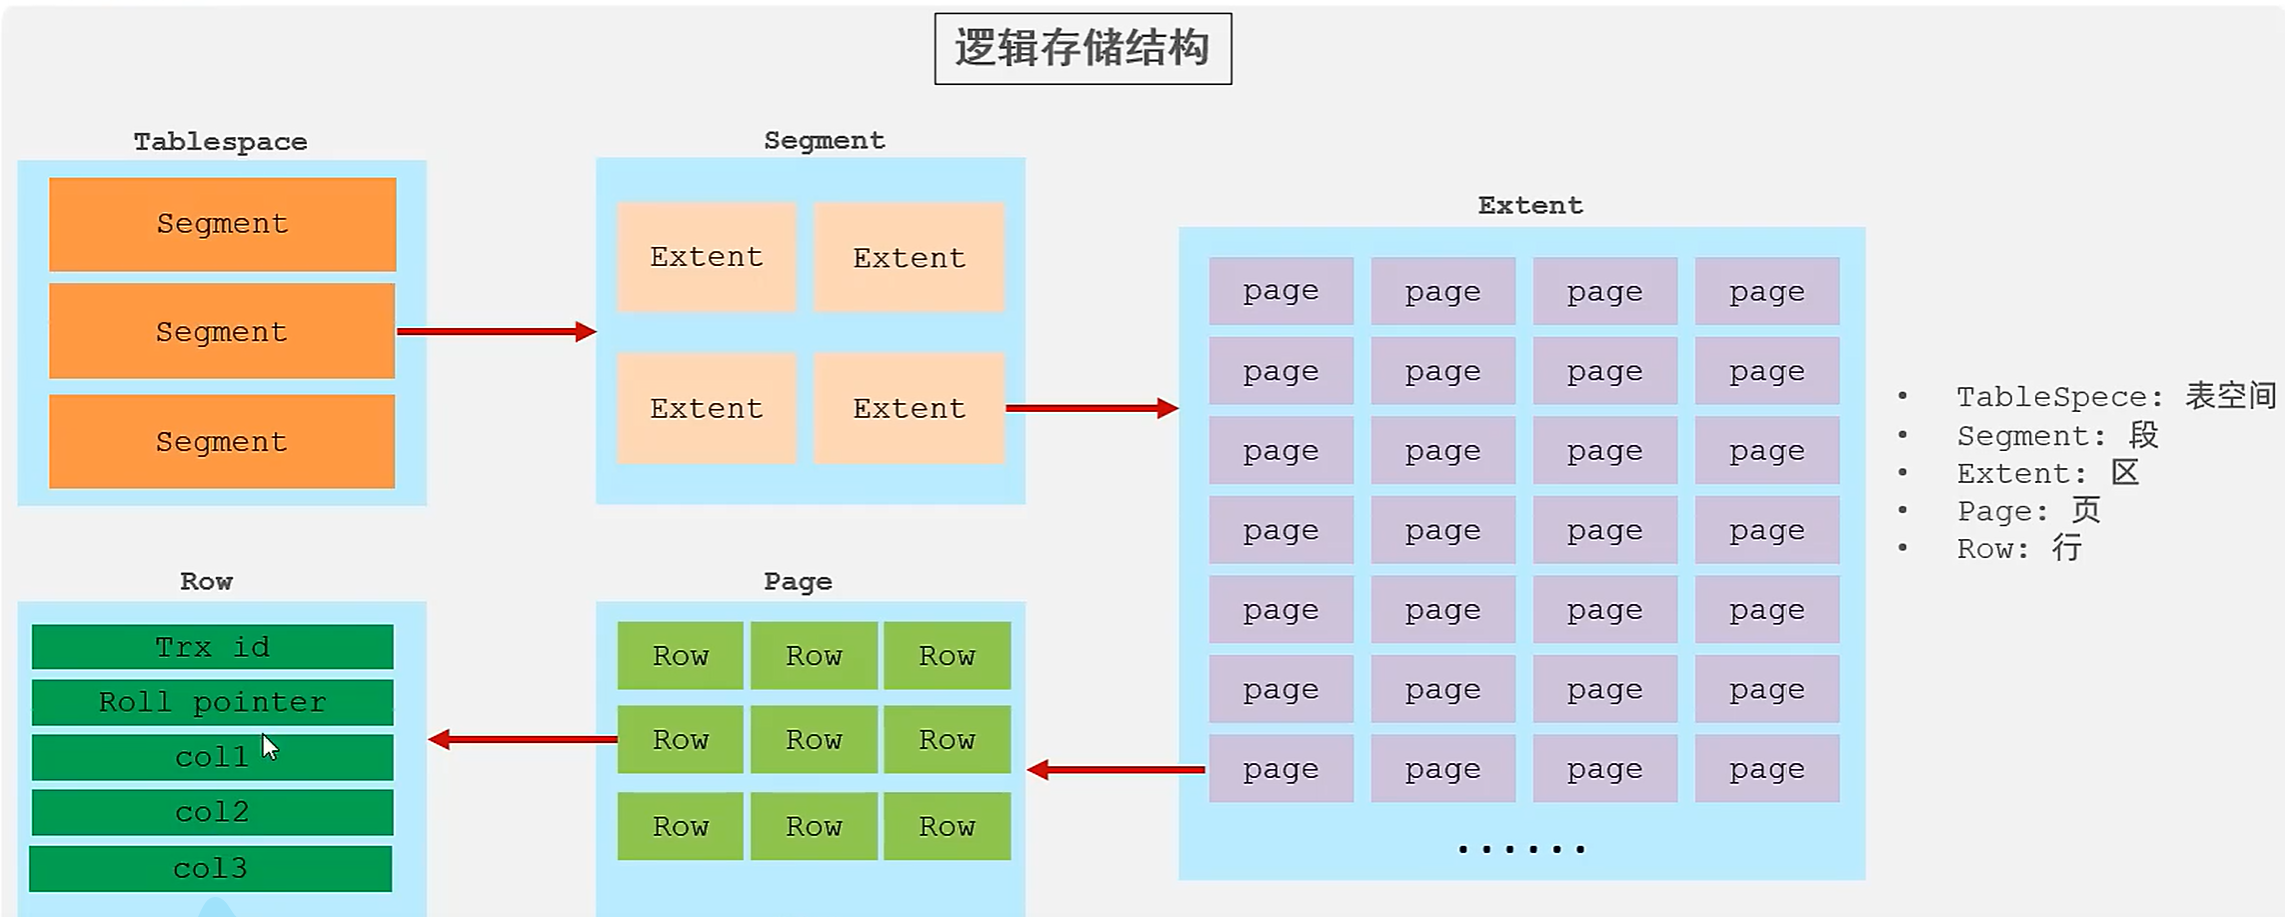 逻辑存储结构
Tablespace
Segment
Segment
Segment
Segment
Extent Extent
Extent Extent
Extent
page page page page
page page page page
page page page page
page page page page
page page page page
page page page page
page page page page
......
• TableSpece: 表空间
• Segment: 段
• Extent: 区
• Page: 页
• Row: 行
Page
Row Row Row
Row Row Row
Row Row Row
Row
Trx id
Roll pointer
col1
col2
col3